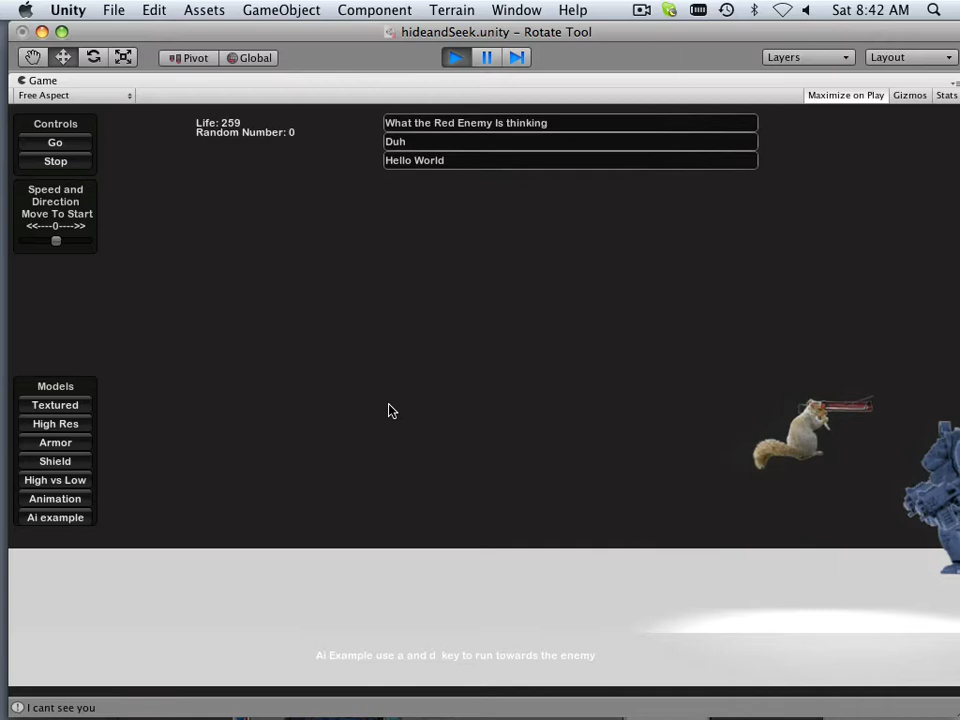 Unity File Edit Assets GameObject Component Terrain Window Help Sat 8:42 AM
hideandSeek.unity - Rotate Tool
Pivot Global Layers Layout
Game
Free Aspect Maximize on Play Gizmos Stats
Controls
Go
Stop
Life: 259
Random Number: 0
What the Red Enemy Is thinking
Duh
Hello World
Speed and
Direction
Move To Start
<<----0---->>
Models
Textured
High Res
Armor
Shield
High vs Low
Animation
Ai example
Ai Example use a and d key to run towards the enemy
I cant see you